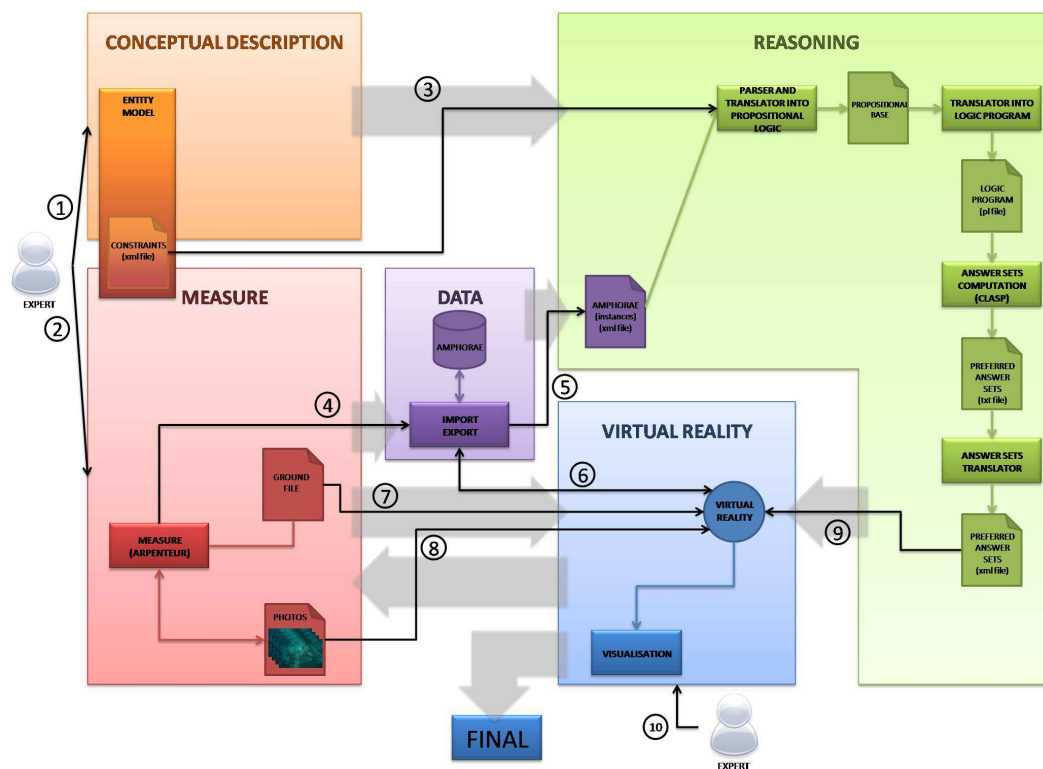 CONCEPTUAL DESCRIPTION
ENTITY
MODEL
CONSTRAINTS
(xml file)
1
2
EXPERT
3
REASONING
PARSER AND
TRANSLATOR INTO
PROPOSITIONAL
LOGIC
PROPOSITIONAL
BASE
TRANSLATOR INTO
LOGIC PROGRAM
LOGIC
PROGRAM
(pl file)
ANSWER SETS
COMPUTATION
(CLASP)
PREFERRED
ANSWER
SETS
(txt file)
ANSWER SETS
TRANSLATOR
PREFERRED
ANSWER
SETS
(xml file)
AMPHORAE
(instances)
(xml file)
MEASURE
DATA
AMPHORAE
IMPORT
EXPORT
4
5
GROUND
FILE
MEASURE
(ARPENTEUR)
PHOTOS
VIRTUAL REALITY
6
7
8
9
VIRTUAL
REALITY
VISUALISATION
10
EXPERT
FINAL